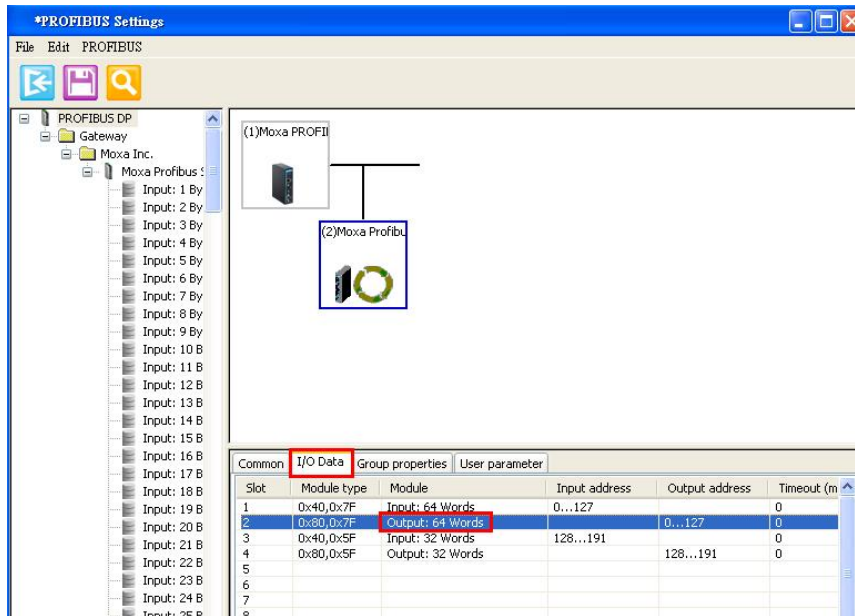 *PROFIBUS Settings
File Edit PROFIBUS
PROFIBUS DP
Gateway
Moxa Inc.
Moxa Profibus
Input: 1 By
Input: 2 By
Input: 3 By
Input: 4 By
Input: 5 By
Input: 6 By
Input: 7 By
Input: 8 By
Input: 9 By
Input: 10 B
Input: 11 B
Input: 12 B
Input: 13 B
Input: 14 B
Input: 15 B
Input: 16 B
Input: 17 B
Input: 18 B
Input: 19 B
Input: 20 B
Input: 21 B
Input: 22 B
Input: 23 B
Input: 24 B
(1)Moxa PROFI
(2)Moxa Profibu
Common I/O Data Group properties User parameter
Slot Module type Module Input address Output address Timeout (m
1 0x40,0x7F Input: 64 Words 0...127 0
2 0x80,0x7F Output: 64 Words 0...127 0
3 0x40,0x5F Input: 32 Words 128...191 0
4 0x80,0x5F Output: 32 Words 128...191 0
5
6
7